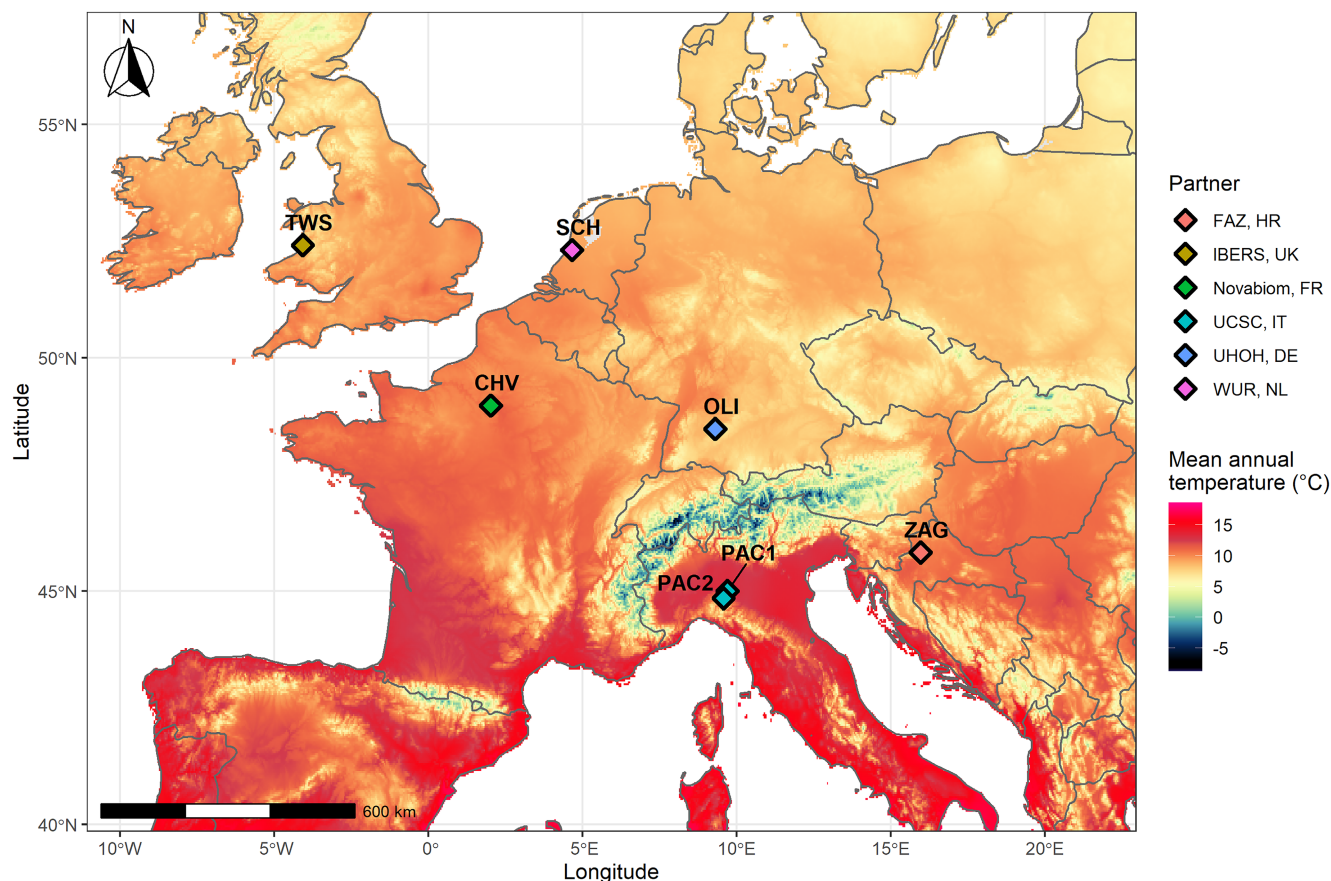 N
55°N
50°N
45°N
40°N
Latitude
10°W
5°W
0°
5°E
10°E
15°E
20°E
Longitude
TWS
SCH
CHV
OLI
ZAG
PAC1
PAC2
600 km
Partner
FAZ, HR
IBERS, UK
Novabiom, FR
UCSC, IT
UHOH, DE
WUR, NL
Mean annual
temperature (°C)
15
10
5
0
-5